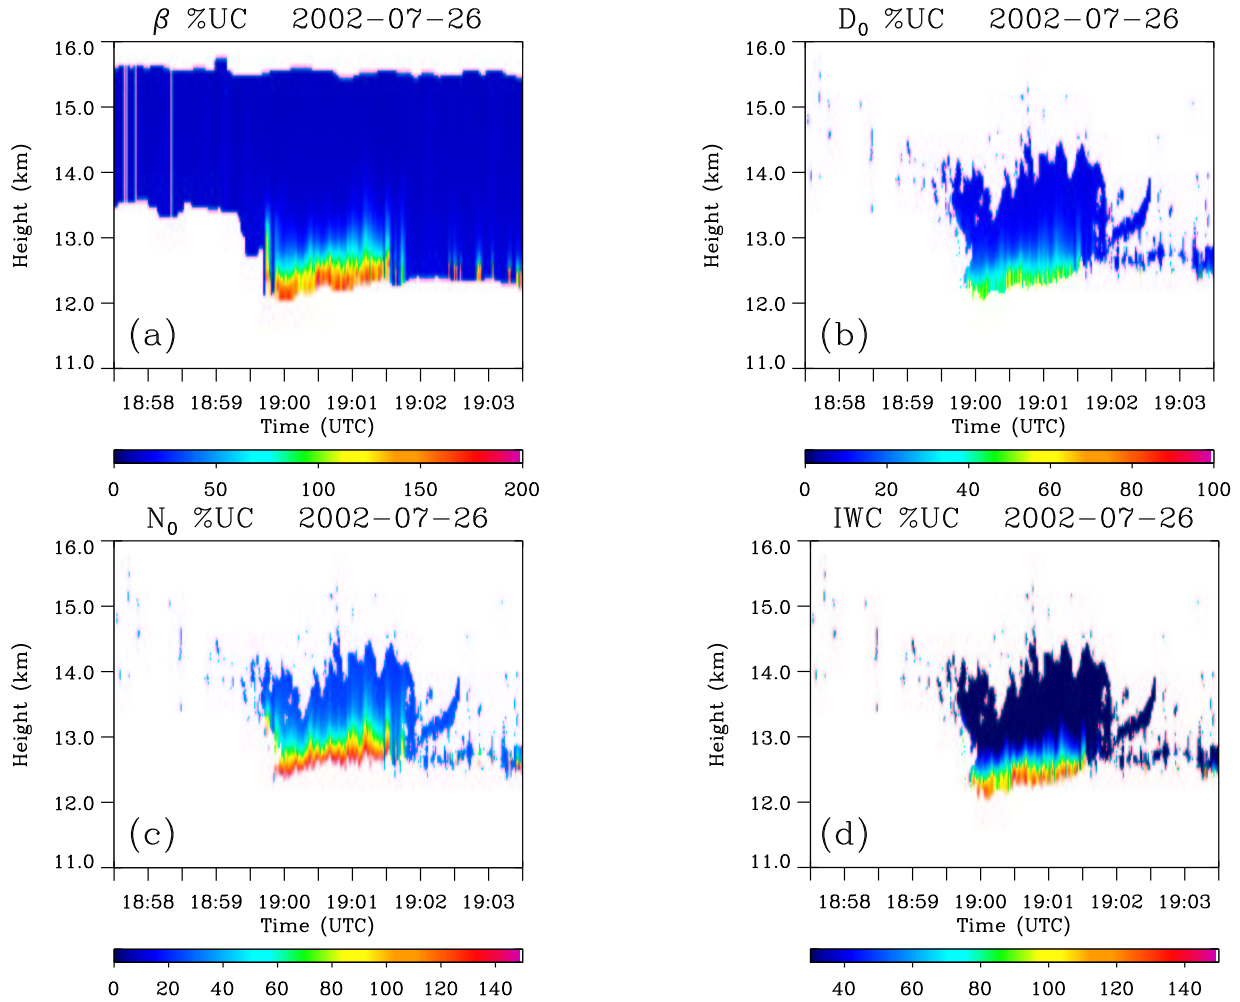 β %UC 2002-07-26
16.0
15.0
14.0
13.0
12.0
11.0
Height (km)
(a)
18:58 18:59 19:00 19:01 19:02 19:03
Time (UTC)
0 50 100 150 200
D0 %UC 2002-07-26
16.0
15.0
14.0
13.0
12.0
11.0
Height (km)
(b)
18:58 18:59 19:00 19:01 19:02 19:03
Time (UTC)
0 20 40 60 80 100
N0 %UC 2002-07-26
16.0
15.0
14.0
13.0
12.0
11.0
Height (km)
(c)
18:58 18:59 19:00 19:01 19:02 19:03
Time (UTC)
0 20 40 60 80 100 120 140
IWC %UC 2002-07-26
16.0
15.0
14.0
13.0
12.0
11.0
Height (km)
(d)
18:58 18:59 19:00 19:01 19:02 19:03
Time (UTC)
40 60 80 100 120 140